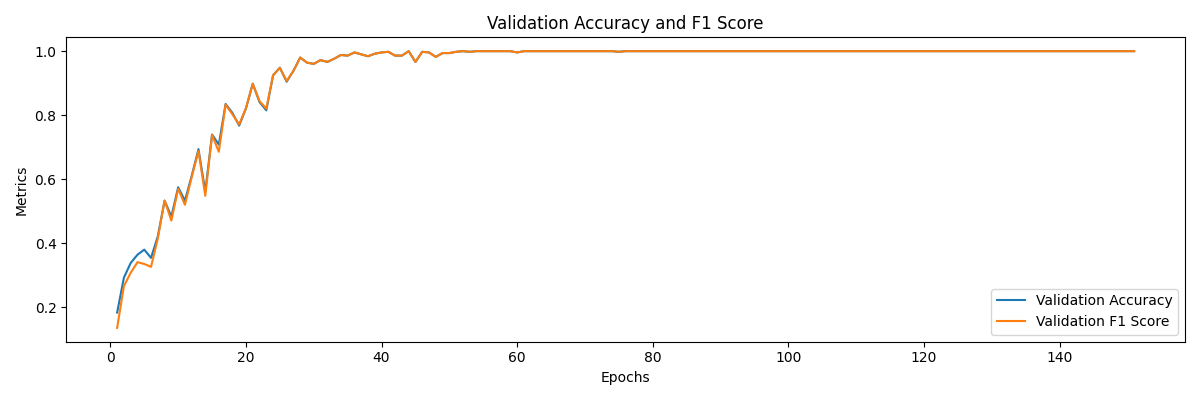 Validation Accuracy and F1 Score
1.0
0.8
0.6
0.4
0.2
Metrics
0 20 40 60 80 100 120 140
Epochs
Validation Accuracy
Validation F1 Score